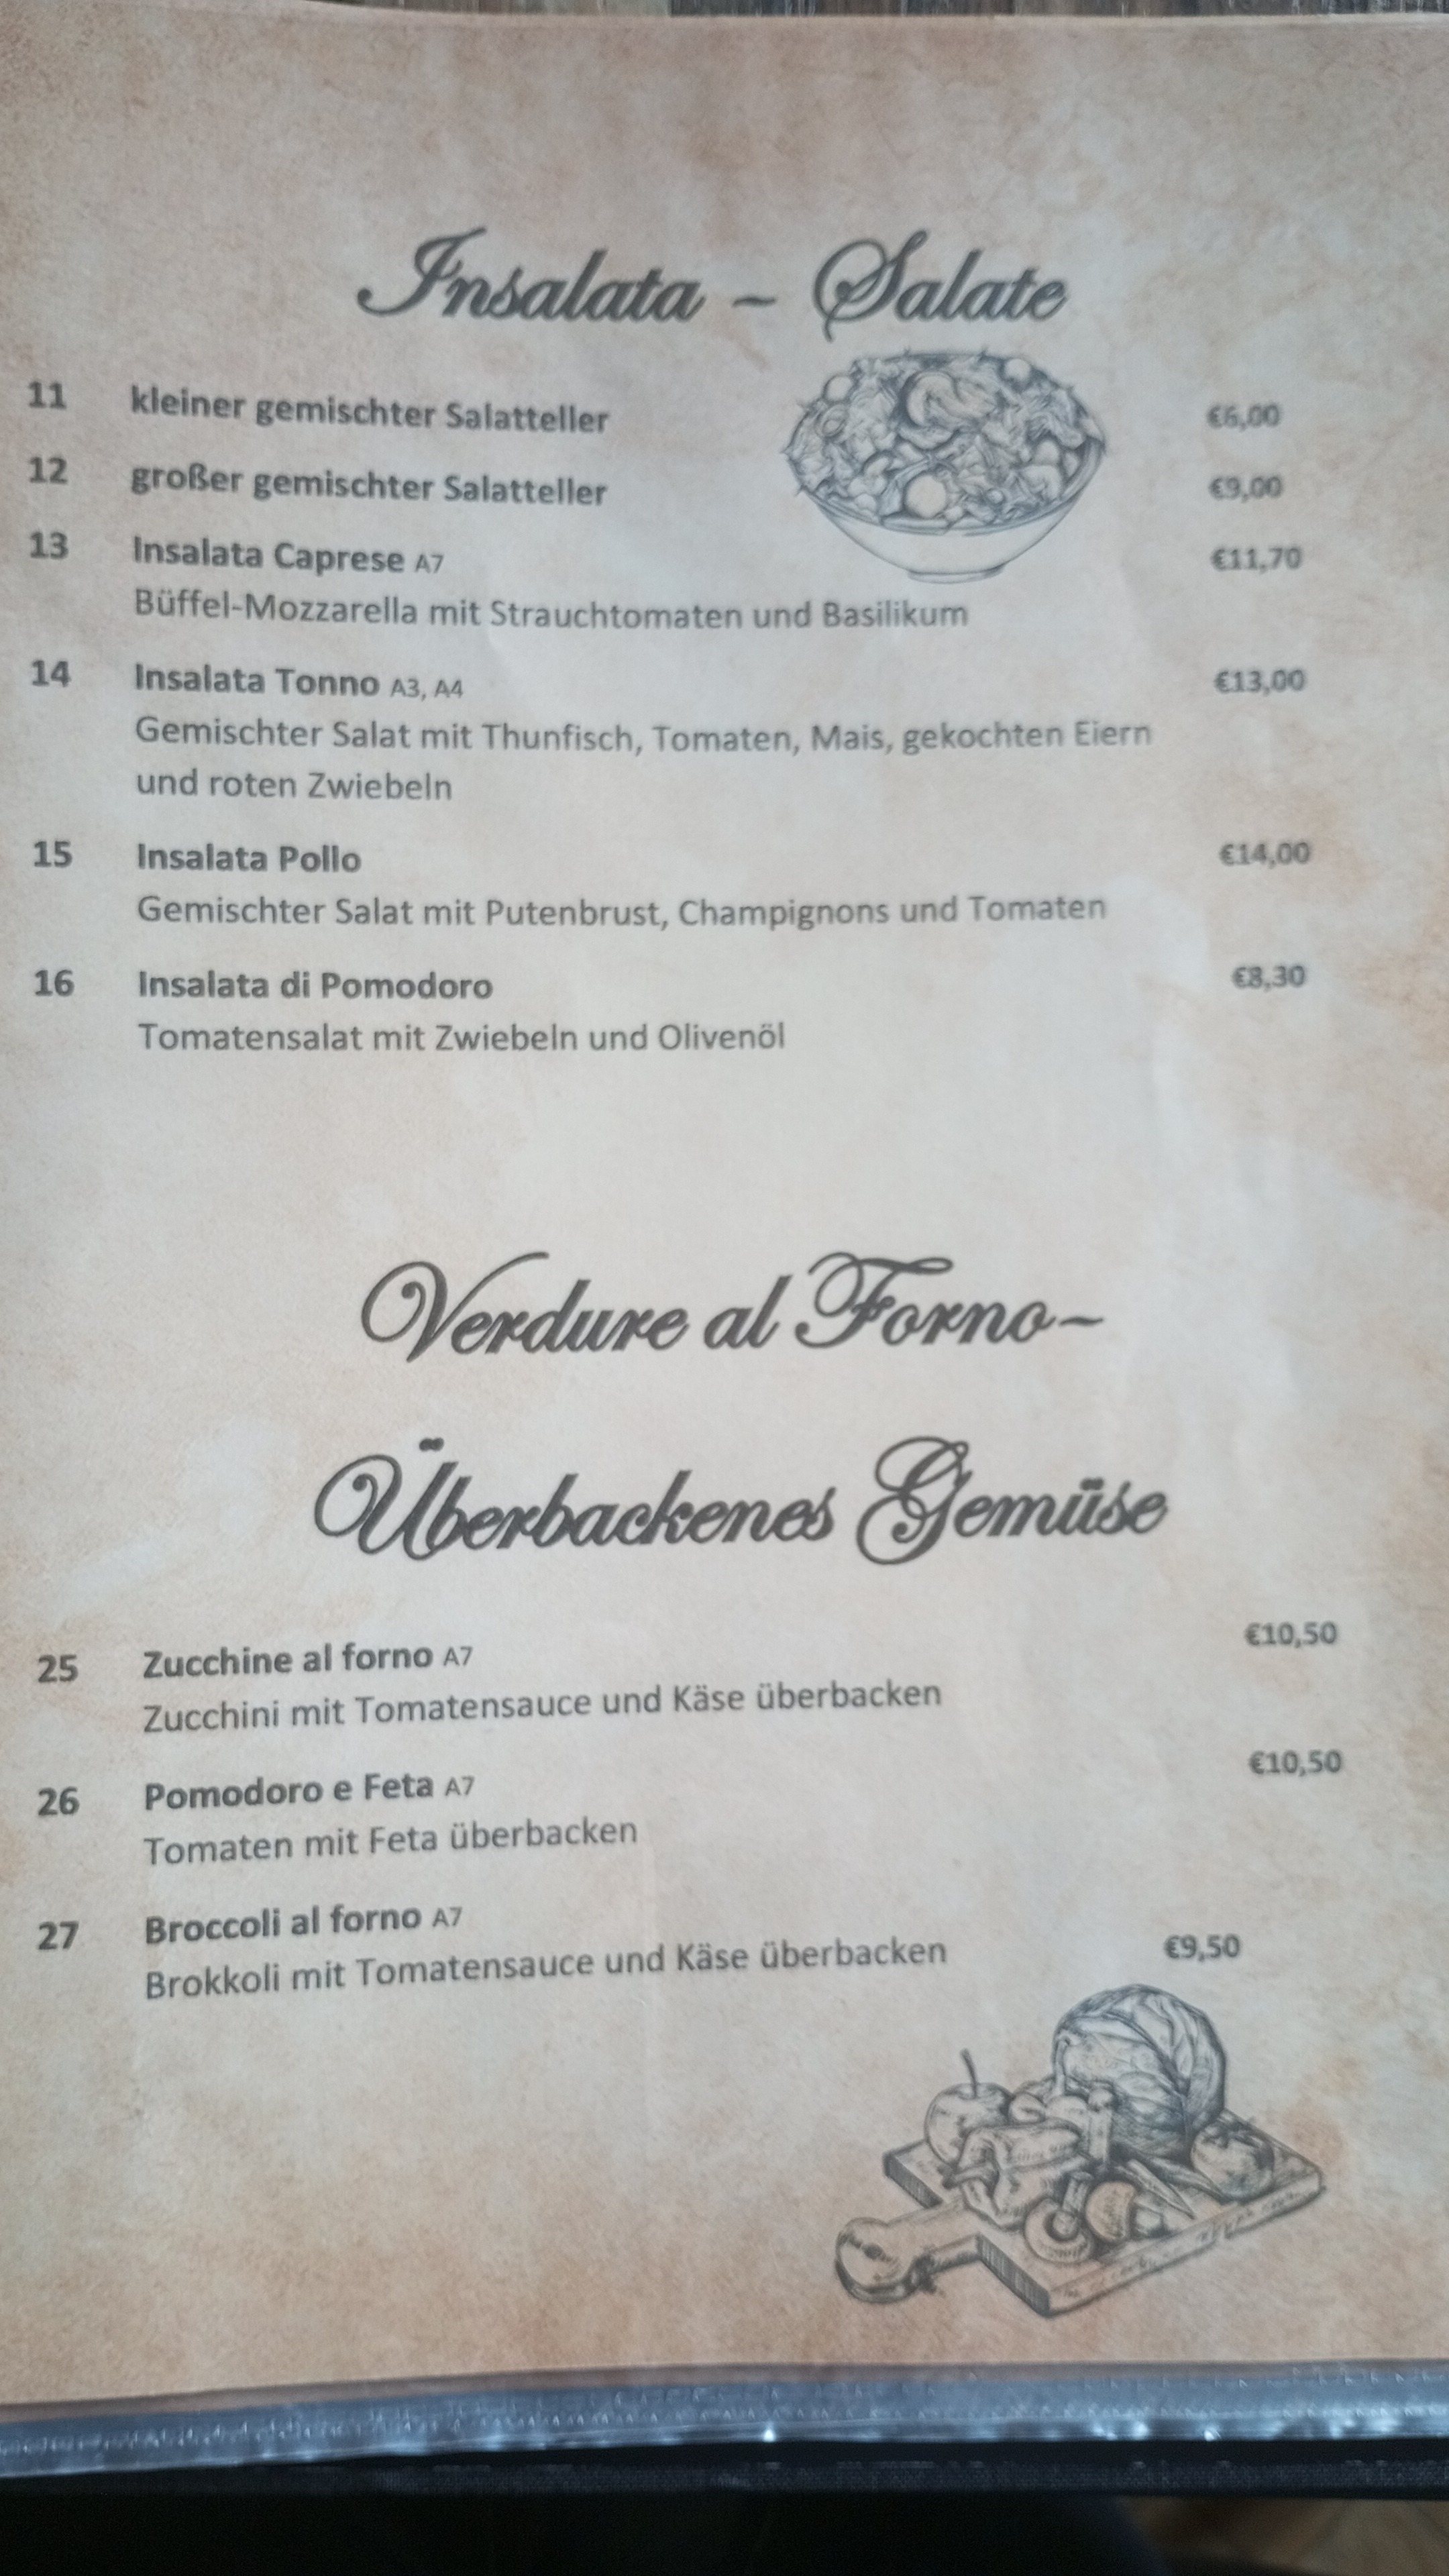 Insalata ~ Salate
11 kleiner gemischter Salatteller €6,00
12 großer gemischter Salatteller €9,00
13 Insalata Caprese A7 €11,70
Büffel-Mozzarella mit Strauchtomaten und Basilikum
14 Insalata Tonno A3, A4 €13,00
Gemischter Salat mit Thunfisch, Tomaten, Mais, gekochten Eiern
und roten Zwiebeln
15 Insalata Pollo €14,00
Gemischter Salat mit Putenbrust, Champignons und Tomaten
16 Insalata di Pomodoro €8,30
Tomatensalat mit Zwiebeln und Olivenöl
Verdure al Forno~
Überbackenes Gemüse
25 Zucchine al forno A7 €10,50
Zucchini mit Tomatensauce und Käse überbacken
26 Pomodoro e Feta A7 €10,50
Tomaten mit Feta überbacken
27 Broccoli al forno A7
Brokkoli mit Tomatensauce und Käse überbacken €9,50